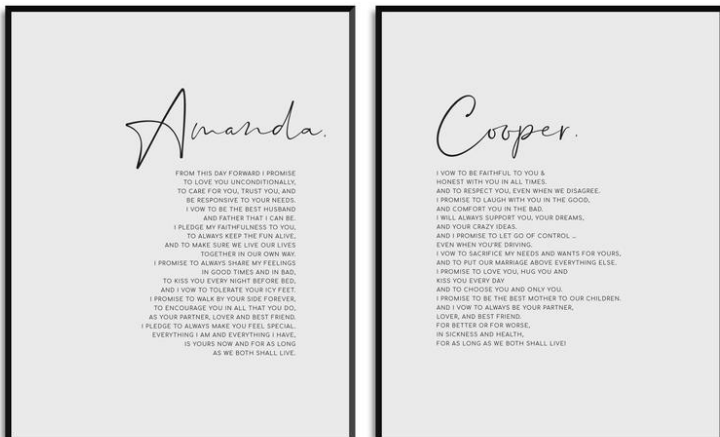 Amanda.
FROM THIS DAY FORWARD I PROMISE
TO LOVE YOU UNCONDITIONALLY,
TO CARE FOR YOU, TRUST YOU, AND
BE RESPONSIVE TO YOUR NEEDS.
I VOW TO BE THE BEST HUSBAND
AND FATHER THAT I CAN BE.
I PLEDGE MY FAITHFULNESS TO YOU,
TO ALWAYS KEEP THE FUN ALIVE,
AND TO MAKE SURE WE LIVE OUR LIVES
TOGETHER IN OUR OWN WAY.
I PROMISE TO ALWAYS SHARE MY FEELINGS
IN GOOD TIMES AND IN BAD,
TO KISS YOU EVERY NIGHT BEFORE BED,
AND I VOW TO TOLERATE YOUR ICY FEET.
I PROMISE TO WALK BY YOUR SIDE FOREVER,
TO ENCOURAGE YOU IN ALL THAT YOU DO,
AS YOUR PARTNER, LOVER AND BEST FRIEND.
I PLEDGE TO ALWAYS MAKE YOU FEEL SPECIAL.
EVERYTHING I AM AND EVERYTHING I HAVE,
IS YOURS NOW AND FOR AS LONG
AS WE BOTH SHALL LIVE.
Cooper.
I VOW TO BE FAITHFUL TO YOU &
HONEST WITH YOU IN ALL TIMES.
AND TO RESPECT YOU, EVEN WHEN WE DISAGREE.
I PROMISE TO LAUGH WITH YOU IN THE GOOD,
AND COMFORT YOU IN THE BAD.
I WILL ALWAYS SUPPORT YOU, YOUR DREAMS,
AND YOUR CRAZY IDEAS.
AND I PROMISE TO LET GO OF CONTROL ...
EVEN WHEN YOU'RE DRIVING.
I VOW TO SACRIFICE MY NEEDS AND WANTS FOR YOURS,
AND TO PUT OUR MARRIAGE ABOVE EVERYTHING ELSE.
I PROMISE TO LOVE YOU, HUG YOU AND
KISS YOU EVERY DAY
AND TO CHOOSE YOU AND ONLY YOU.
I PROMISE TO BE THE BEST MOTHER TO OUR CHILDREN.
AND I VOW TO ALWAYS BE YOUR PARTNER,
LOVER, AND BEST FRIEND.
FOR BETTER OR FOR WORSE,
IN SICKNESS AND HEALTH,
FOR AS LONG AS WE BOTH SHALL LIVE!